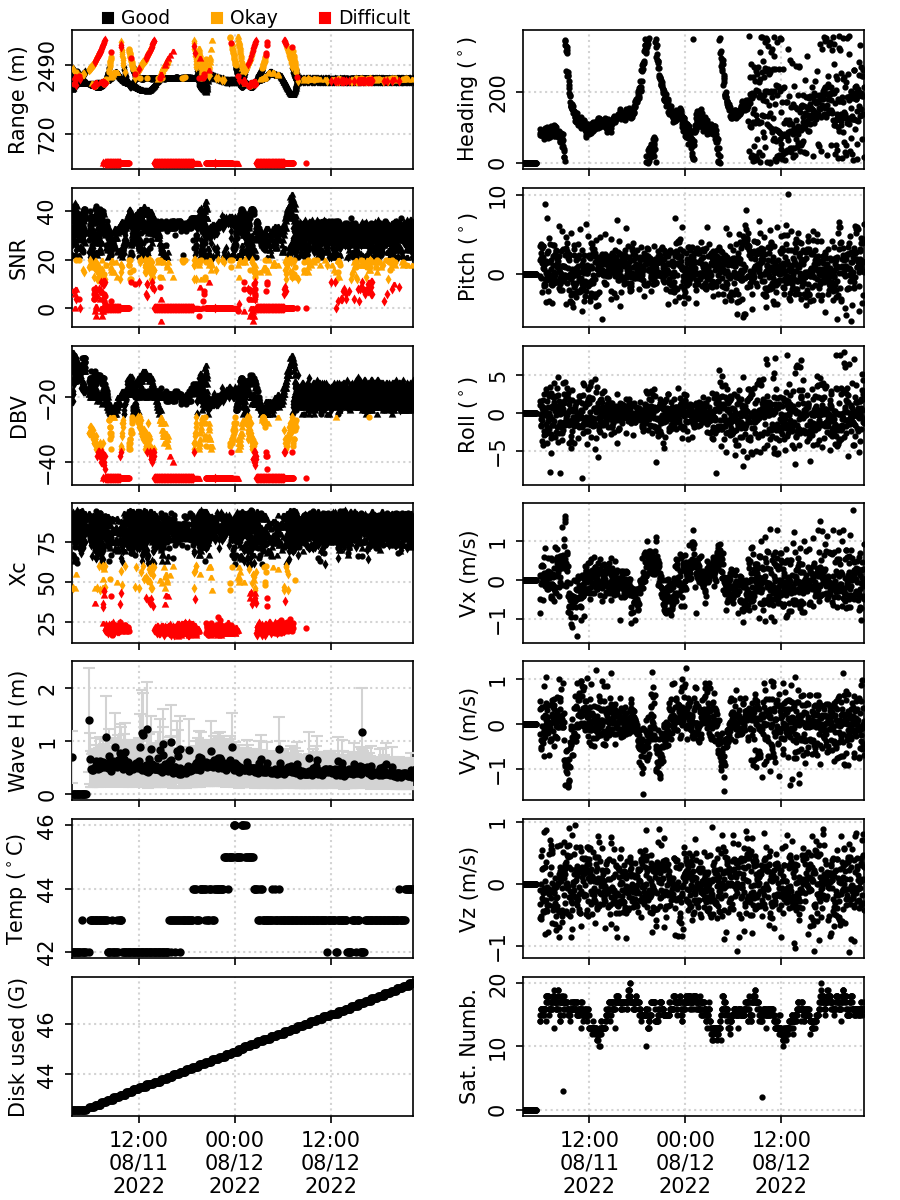 Good Okay Difficult
Range (m)
2490
720
Heading (°)
200
0
SNR
40
20
0
Pitch (°)
10
0
DBV
−20
−40
Roll (°)
5
0
−5
Xc
75
50
25
Vx (m/s)
1
0
−1
Wave H (m)
2
1
0
Vy (m/s)
1
0
−1
Temp (°C)
46
44
42
Vz (m/s)
1
0
−1
Disk used (G)
46
44
Sat. Numb.
20
10
0
12:00 00:00 12:00
08/11 08/12 08/12
2022 2022 2022
12:00 00:00 12:00
08/11 08/12 08/12
2022 2022 2022